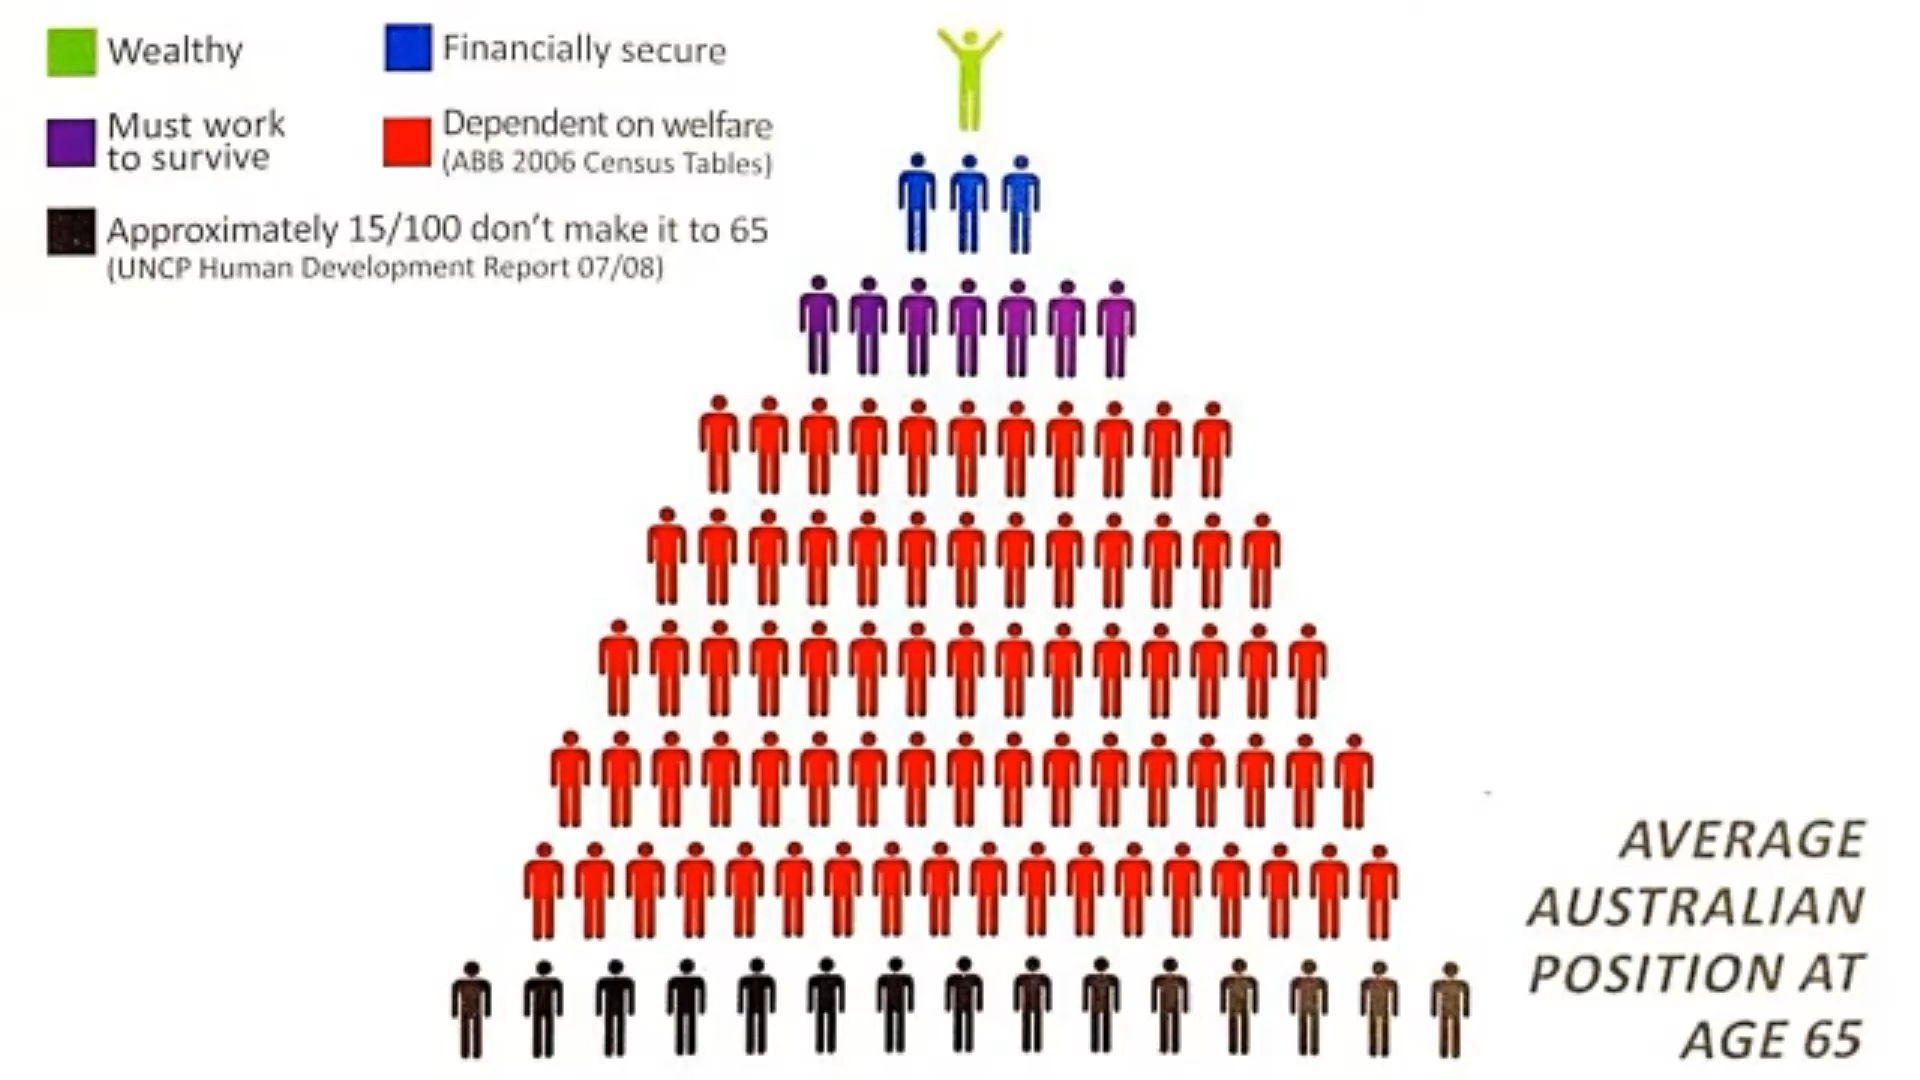 Wealthy
Financially secure
Must work
to survive
Dependent on welfare
(ABB 2006 Census Tables)
Approximately 15/100 don't make it to 65
(UNCP Human Development Report 07/08)
AVERAGE
AUSTRALIAN
POSITION AT
AGE 65